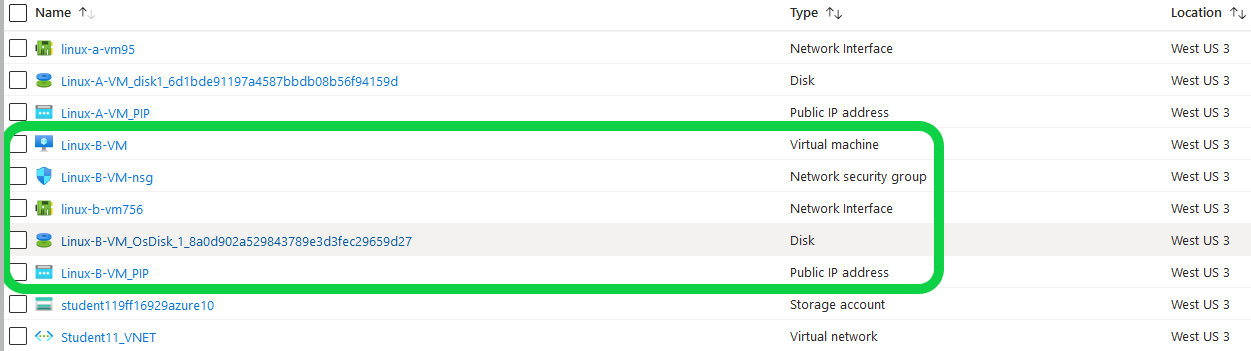 Name ↑↓ Type ↑↓ Location ↑↓
linux-a-vm95 Network Interface West US 3
Linux-A-VM_disk1_6d1bde91197a4587bbdb08b56f94159d Disk West US 3
Linux-A-VM_PIP Public IP address West US 3
Linux-B-VM Virtual machine West US 3
Linux-B-VM-nsg Network security group West US 3
linux-b-vm756 Network Interface West US 3
Linux-B-VM_OsDisk_1_8a0d902a529843789e3d3fec29659d27 Disk West US 3
Linux-B-VM_PIP Public IP address West US 3
student119ff16929azure10 Storage account West US 3
Student11_VNET Virtual network West US 3